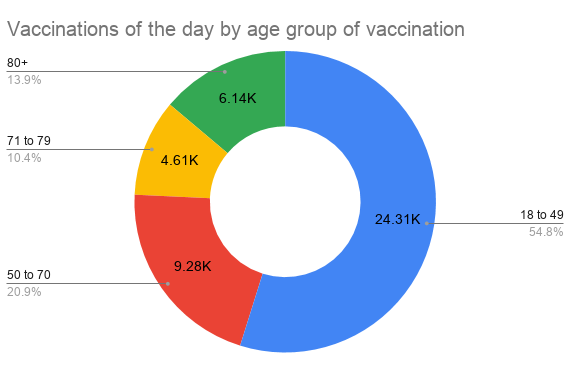 Vaccinations of the day by age group of vaccination
80+
13.9%
6.14K
71 to 79
10.4%
4.61K
18 to 49
54.8%
24.31K
50 to 70
20.9%
9.28K